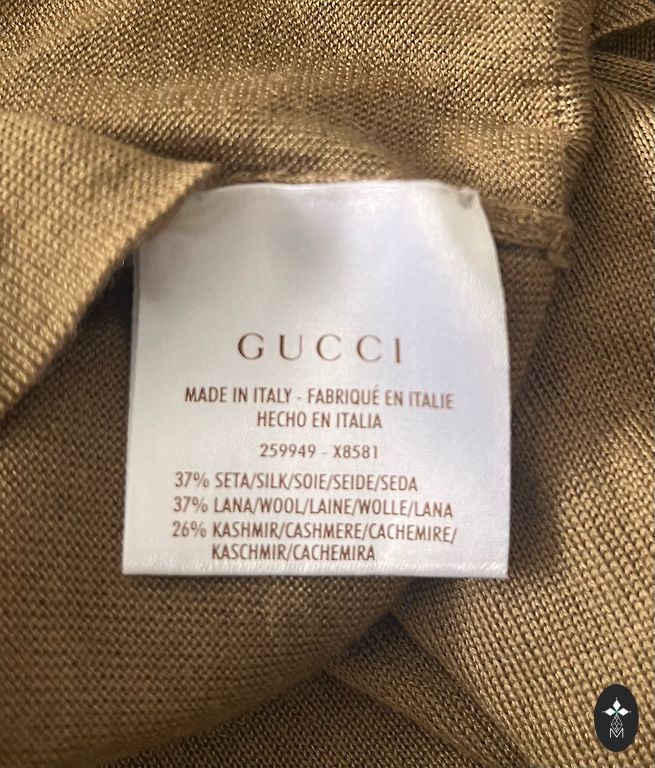 GUCCI
MADE IN ITALY - FABRIQUÉ EN ITALIE
HECHO EN ITALIA
259949 - X8581
37% SETA/SILK/SOIE/SEIDE/SEDA
37% LANA/WOOL/LAINE/WOLLE/LANA
26% KASHMIR/CASHMERE/CACHEMIRE/
KASCHMIR/CACHEMIRA
M